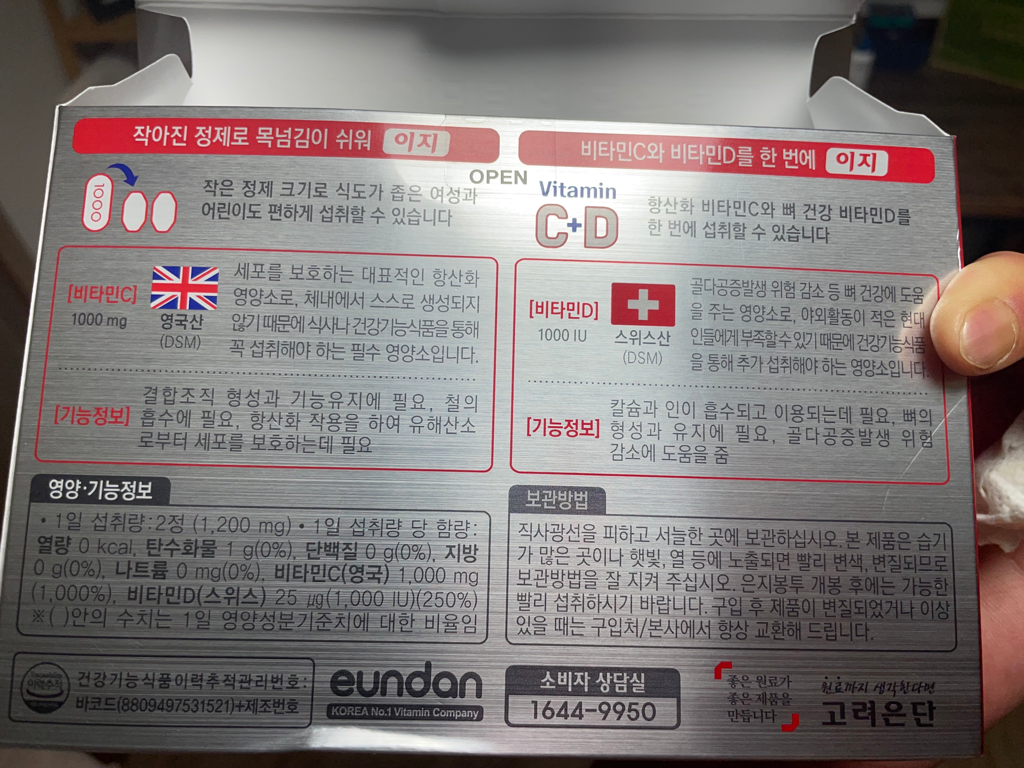 작아진 정제로 목넘김이 쉬워 이지
1000
작은 정제 크기로 식도가 좁은 여성과
어린이도 편하게 섭취할 수 있습니다
OPEN
비타민C와 비타민D를 한 번에 이지
Vitamin
C+D
항산화 비타민C와 뼈 건강 비타민D를
한 번에 섭취할 수 있습니다
[비타민C]
1000 mg
영국산
(DSM)
세포를 보호하는 대표적인 항산화
영양소로, 체내에서 스스로 생성되지
않기 때문에 식사나 건강기능식품을 통해
꼭 섭취해야 하는 필수 영양소입니다.
[기능정보]
결합조직 형성과 기능유지에 필요, 철의
흡수에 필요, 항산화 작용을 하여 유해산소
로부터 세포를 보호하는데 필요
[비타민D]
1000 IU
스위스산
(DSM)
골다공증발생 위험 감소 등 뼈 건강에 도움
을 주는 영양소로, 야외활동이 적은 현대
인들에게 부족할 수 있기 때문에 건강기능식품
을 통해 추가 섭취해야 하는 영양소입니다.
[기능정보]
칼슘과 인이 흡수되고 이용되는데 필요, 뼈의
형성과 유지에 필요, 골다공증발생 위험
감소에 도움을 줌
영양·기능정보
• 1일 섭취량:2정 (1,200 mg) • 1일 섭취량 당 함량:
열량 0 kcal, 탄수화물 1 g(0%), 단백질 0 g(0%), 지방
0 g(0%), 나트륨 0 mg(0%), 비타민C(영국) 1,000 mg
(1,000%), 비타민D(스위스) 25 ㎍(1,000 IU)(250%)
※( )안의 수치는 1일 영양성분기준치에 대한 비율임
보관방법
직사광선을 피하고 서늘한 곳에 보관하십시오. 본 제품은 습기
가 많은 곳이나 햇빛, 열 등에 노출되면 빨리 변색, 변질되므로
보관방법을 잘 지켜 주십시오. 은지봉투 개봉 후에는 가능한
빨리 섭취하시기 바랍니다. 구입 후 제품이 변질되었거나 이상
있을 때는 구입처/본사에서 항상 교환해 드립니다.
건강기능식품이력추적관리번호:
바코드(8809497531521)+제조번호
eundan
KOREA No.1 Vitamin Company
소비자 상담실
1644-9950
좋은 원료가
좋은 제품을
만듭니다
원료까지 생각한다면
고려은단